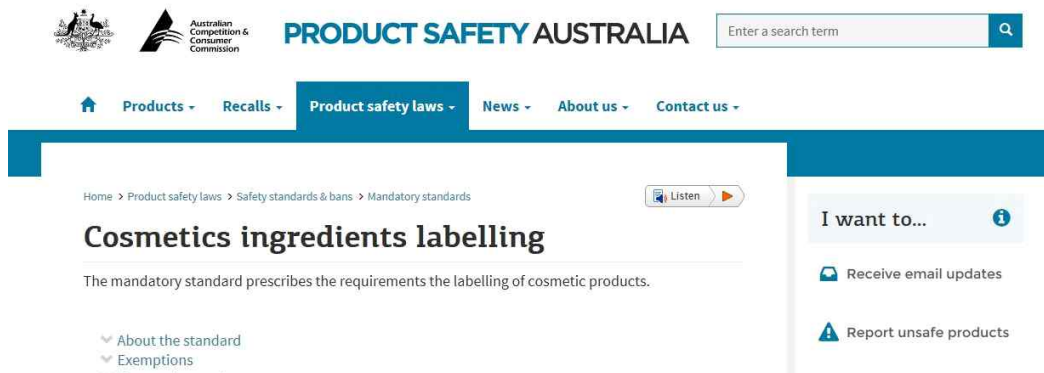 Australian
Competition &
Consumer
Commission
PRODUCT SAFETY AUSTRALIA
Enter a search term
Products
Recalls
Product safety laws
News
About us
Contact us
Home > Product safety laws > Safety standards & bans > Mandatory standards
Listen
Cosmetics ingredients labelling
The mandatory standard prescribes the requirements the labelling of cosmetic products.
About the standard
Exemptions
I want to...
Receive email updates
Report unsafe products